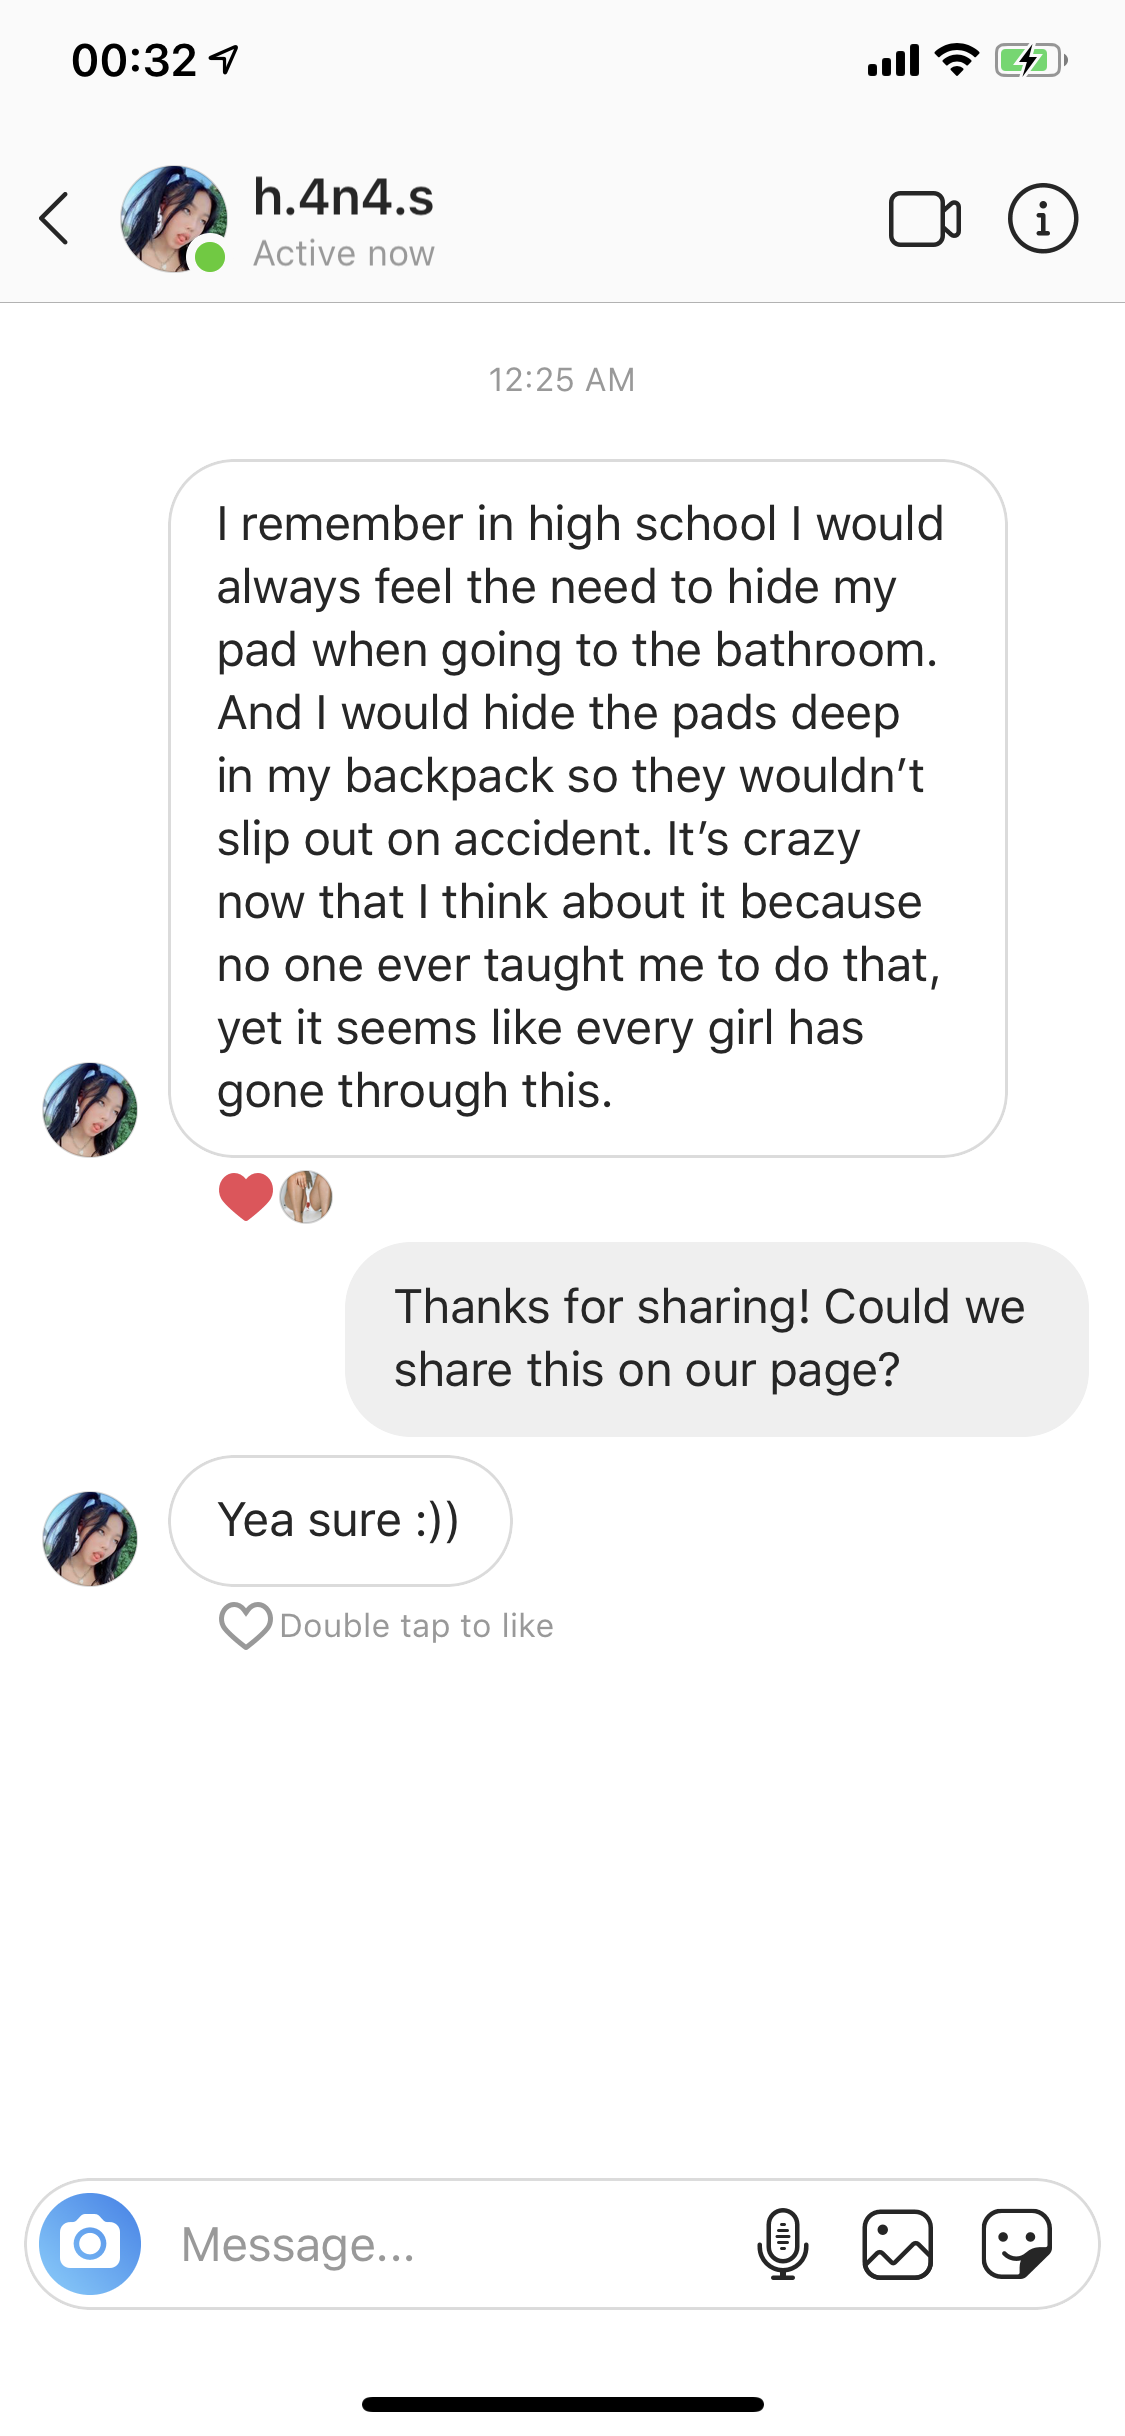 00:32
h.4n4.s
Active now
12:25 AM
I remember in high school I would
always feel the need to hide my
pad when going to the bathroom.
And I would hide the pads deep
in my backpack so they wouldn’t
slip out on accident. It’s crazy
now that I think about it because
no one ever taught me to do that,
yet it seems like every girl has
gone through this.
Thanks for sharing! Could we
share this on our page?
Yea sure :))
Double tap to like
Message...